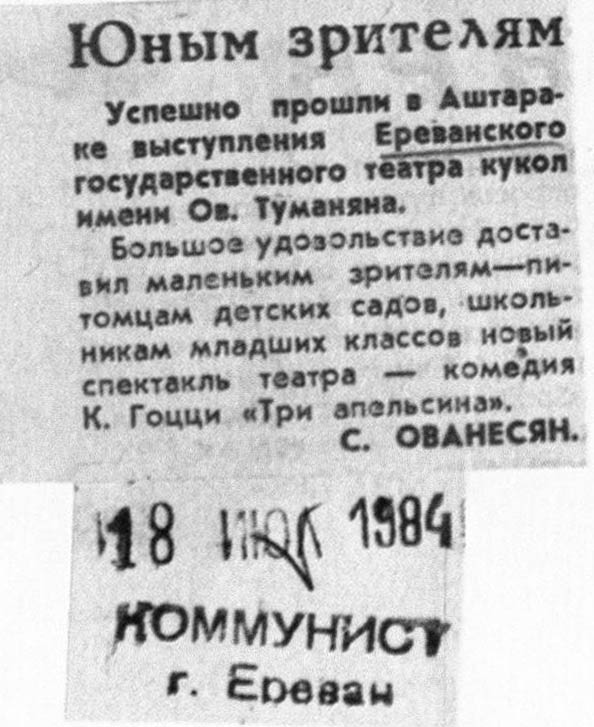 Юным зрителям
Успешно прошли в Аштара-
ке выступления Ереванского
государственного театра кукол
имени Ов. Туманяна.
Большое удовольствие доста-
вил маленьким зрителям—пи-
томцам детских садов, школь-
никам младших классов новый
спектакль театра — комедия
К. Гоцци «Три апельсина».
С. ОВАНЕСЯН.
18 ИЮЛ 1984
КОММУНИСТ
г. Ереван